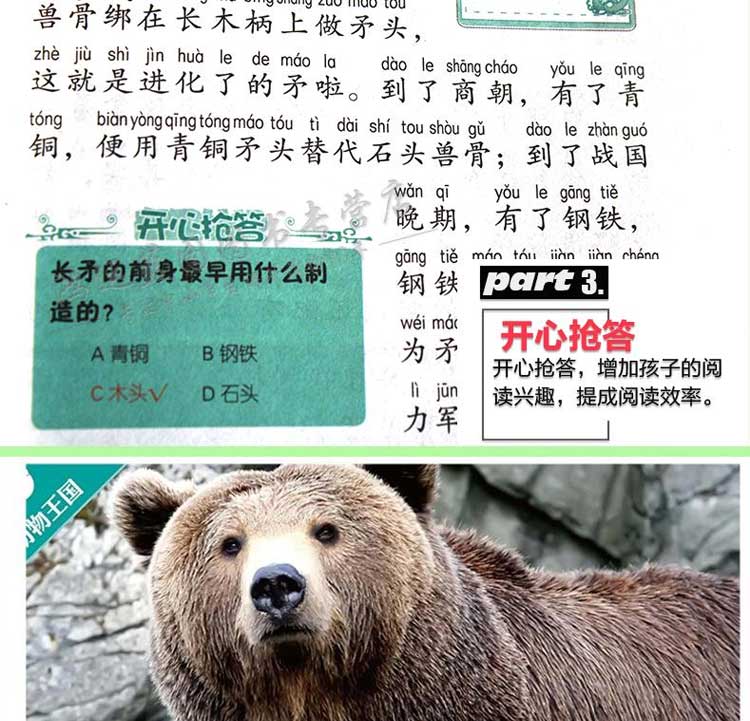 兽骨绑在长木柄上做矛头，
zhè jiù shì jìn huà le de máo la dào le shāng cháo yǒu le qīng
这就是进化了的矛啦。到了商朝，有了青
tóng biàn yòng qīng tóng máo tóu tì dài shí tou shòu gǔ dào le zhàn guó
铜，便用青铜矛头替代石头兽骨；到了战国
wǎn qī yǒu le gāng tiě
晚期，有了钢铁，
gāng tiě máo tóu jiàn jiàn chéng
钢铁
wéi
为矛
lì jūn
力军
开心抢答
长矛的前身最早用什么制
造的？
A 青铜 B 钢铁
C 木头√ D 石头
part 3.
开心抢答
开心抢答，增加孩子的阅
读兴趣，提成阅读效率。
物王国